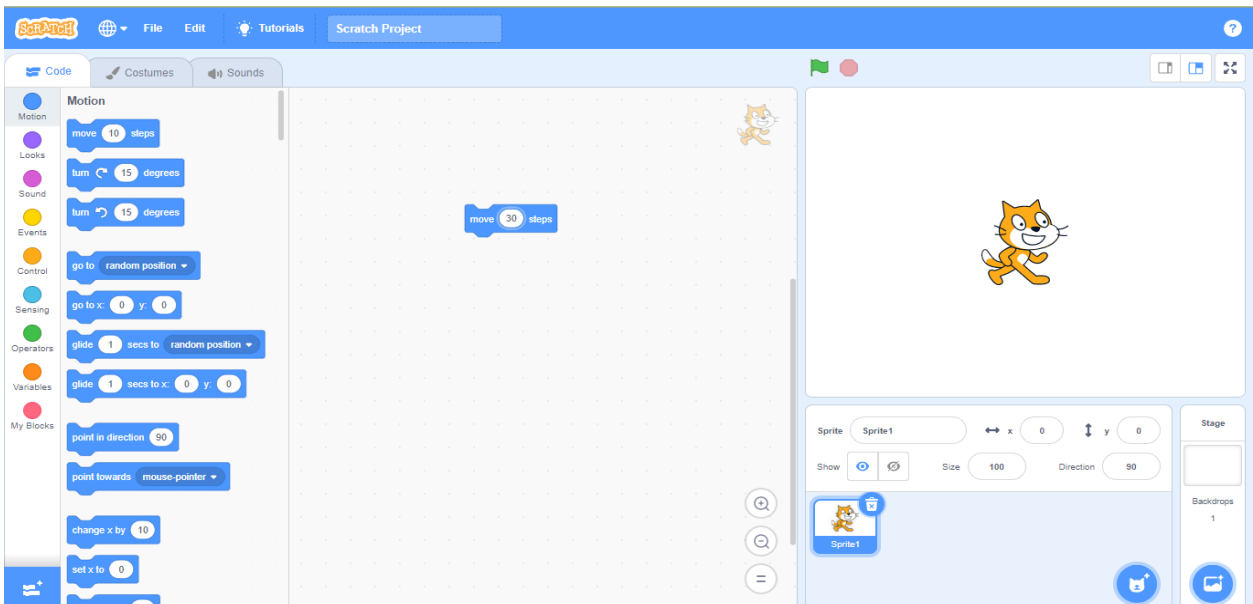 SCRATCH File Edit Tutorials Scratch Project ?
Code Costumes Sounds
Motion
Looks
Sound
Events
Control
Sensing
Operators
Variables
My Blocks
Motion
move 10 steps
turn 15 degrees
turn 15 degrees
go to random position
go to x: 0 y: 0
glide 1 secs to random position
glide 1 secs to x: 0 y: 0
point in direction 90
point towards mouse-pointer
change x by 10
set x to 0
move 30 steps
Sprite Sprite1 x 0 y 0
Show Size 100 Direction 90
Sprite1
Stage
Backdrops
1